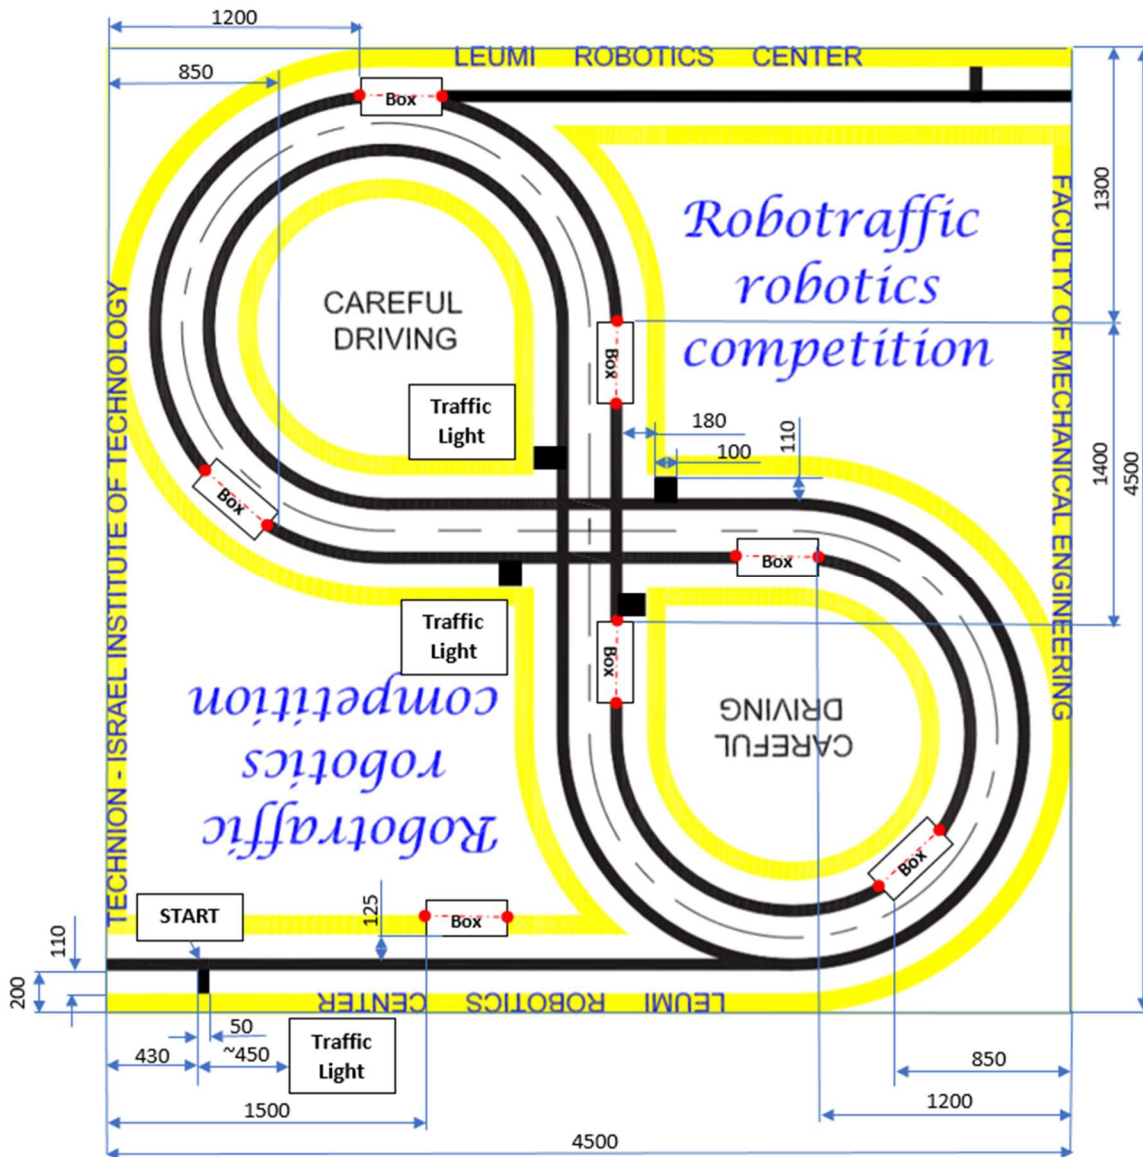 1200
LEUMI ROBOTICS CENTER
850
Box
Robotraffic
robotics
competition
1300
FACULTY OF MECHANICAL ENGINEERING
4500
CAREFUL
DRIVING
TECHNION - ISRAEL INSTITUTE OF TECHNOLOGY
Box
Traffic
Light
180
110
100
1400
Box
Box
Traffic
Light
Box
CAREFUL
DRIVING
Robotraffic
robotics
competition
Box
START
125
Box
110
200
LEUMI ROBOTICS CENTER
50
430
~450
Traffic
Light
850
1500
1200
4500